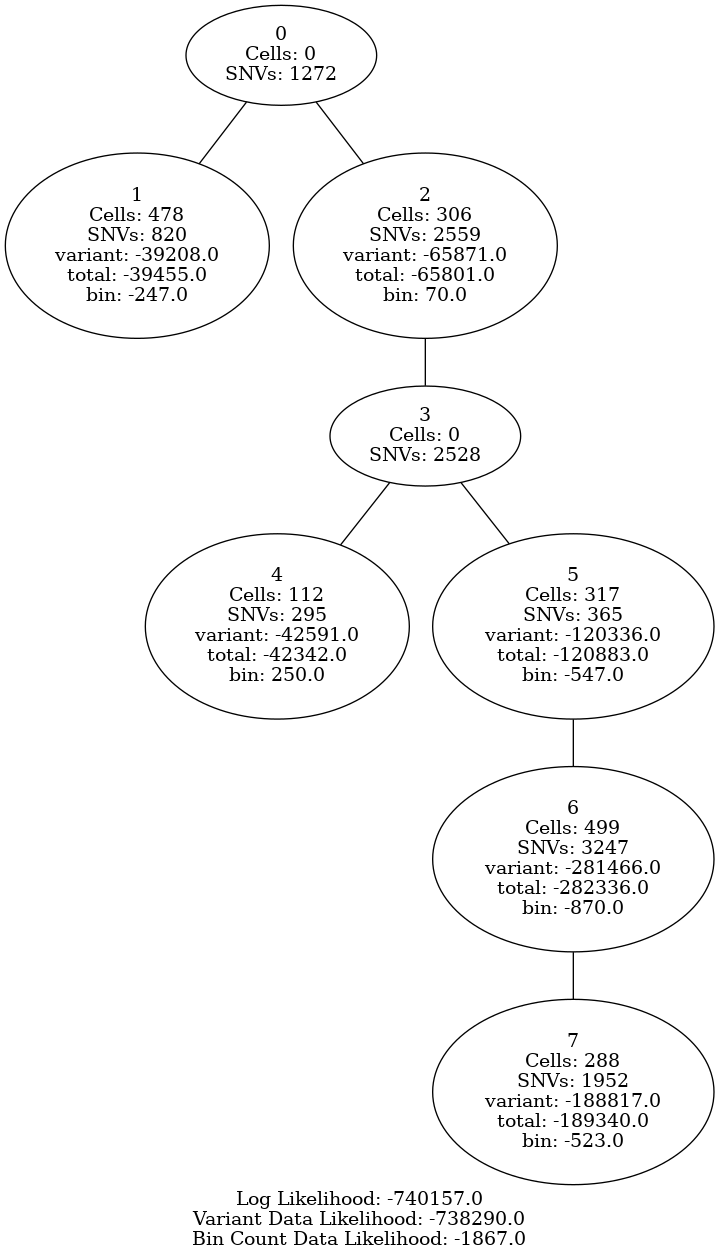 0
Cells: 0
SNVs: 1272
1
Cells: 478
SNVs: 820
variant: -39208.0
total: -39455.0
bin: -247.0
2
Cells: 306
SNVs: 2559
variant: -65871.0
total: -65801.0
bin: 70.0
3
Cells: 0
SNVs: 2528
4
Cells: 112
SNVs: 295
variant: -42591.0
total: -42342.0
bin: 250.0
5
Cells: 317
SNVs: 365
variant: -120336.0
total: -120883.0
bin: -547.0
6
Cells: 499
SNVs: 3247
variant: -281466.0
total: -282336.0
bin: -870.0
7
Cells: 288
SNVs: 1952
variant: -188817.0
total: -189340.0
bin: -523.0
Log Likelihood: -740157.0
Variant Data Likelihood: -738290.0
Bin Count Data Likelihood: -1867.0